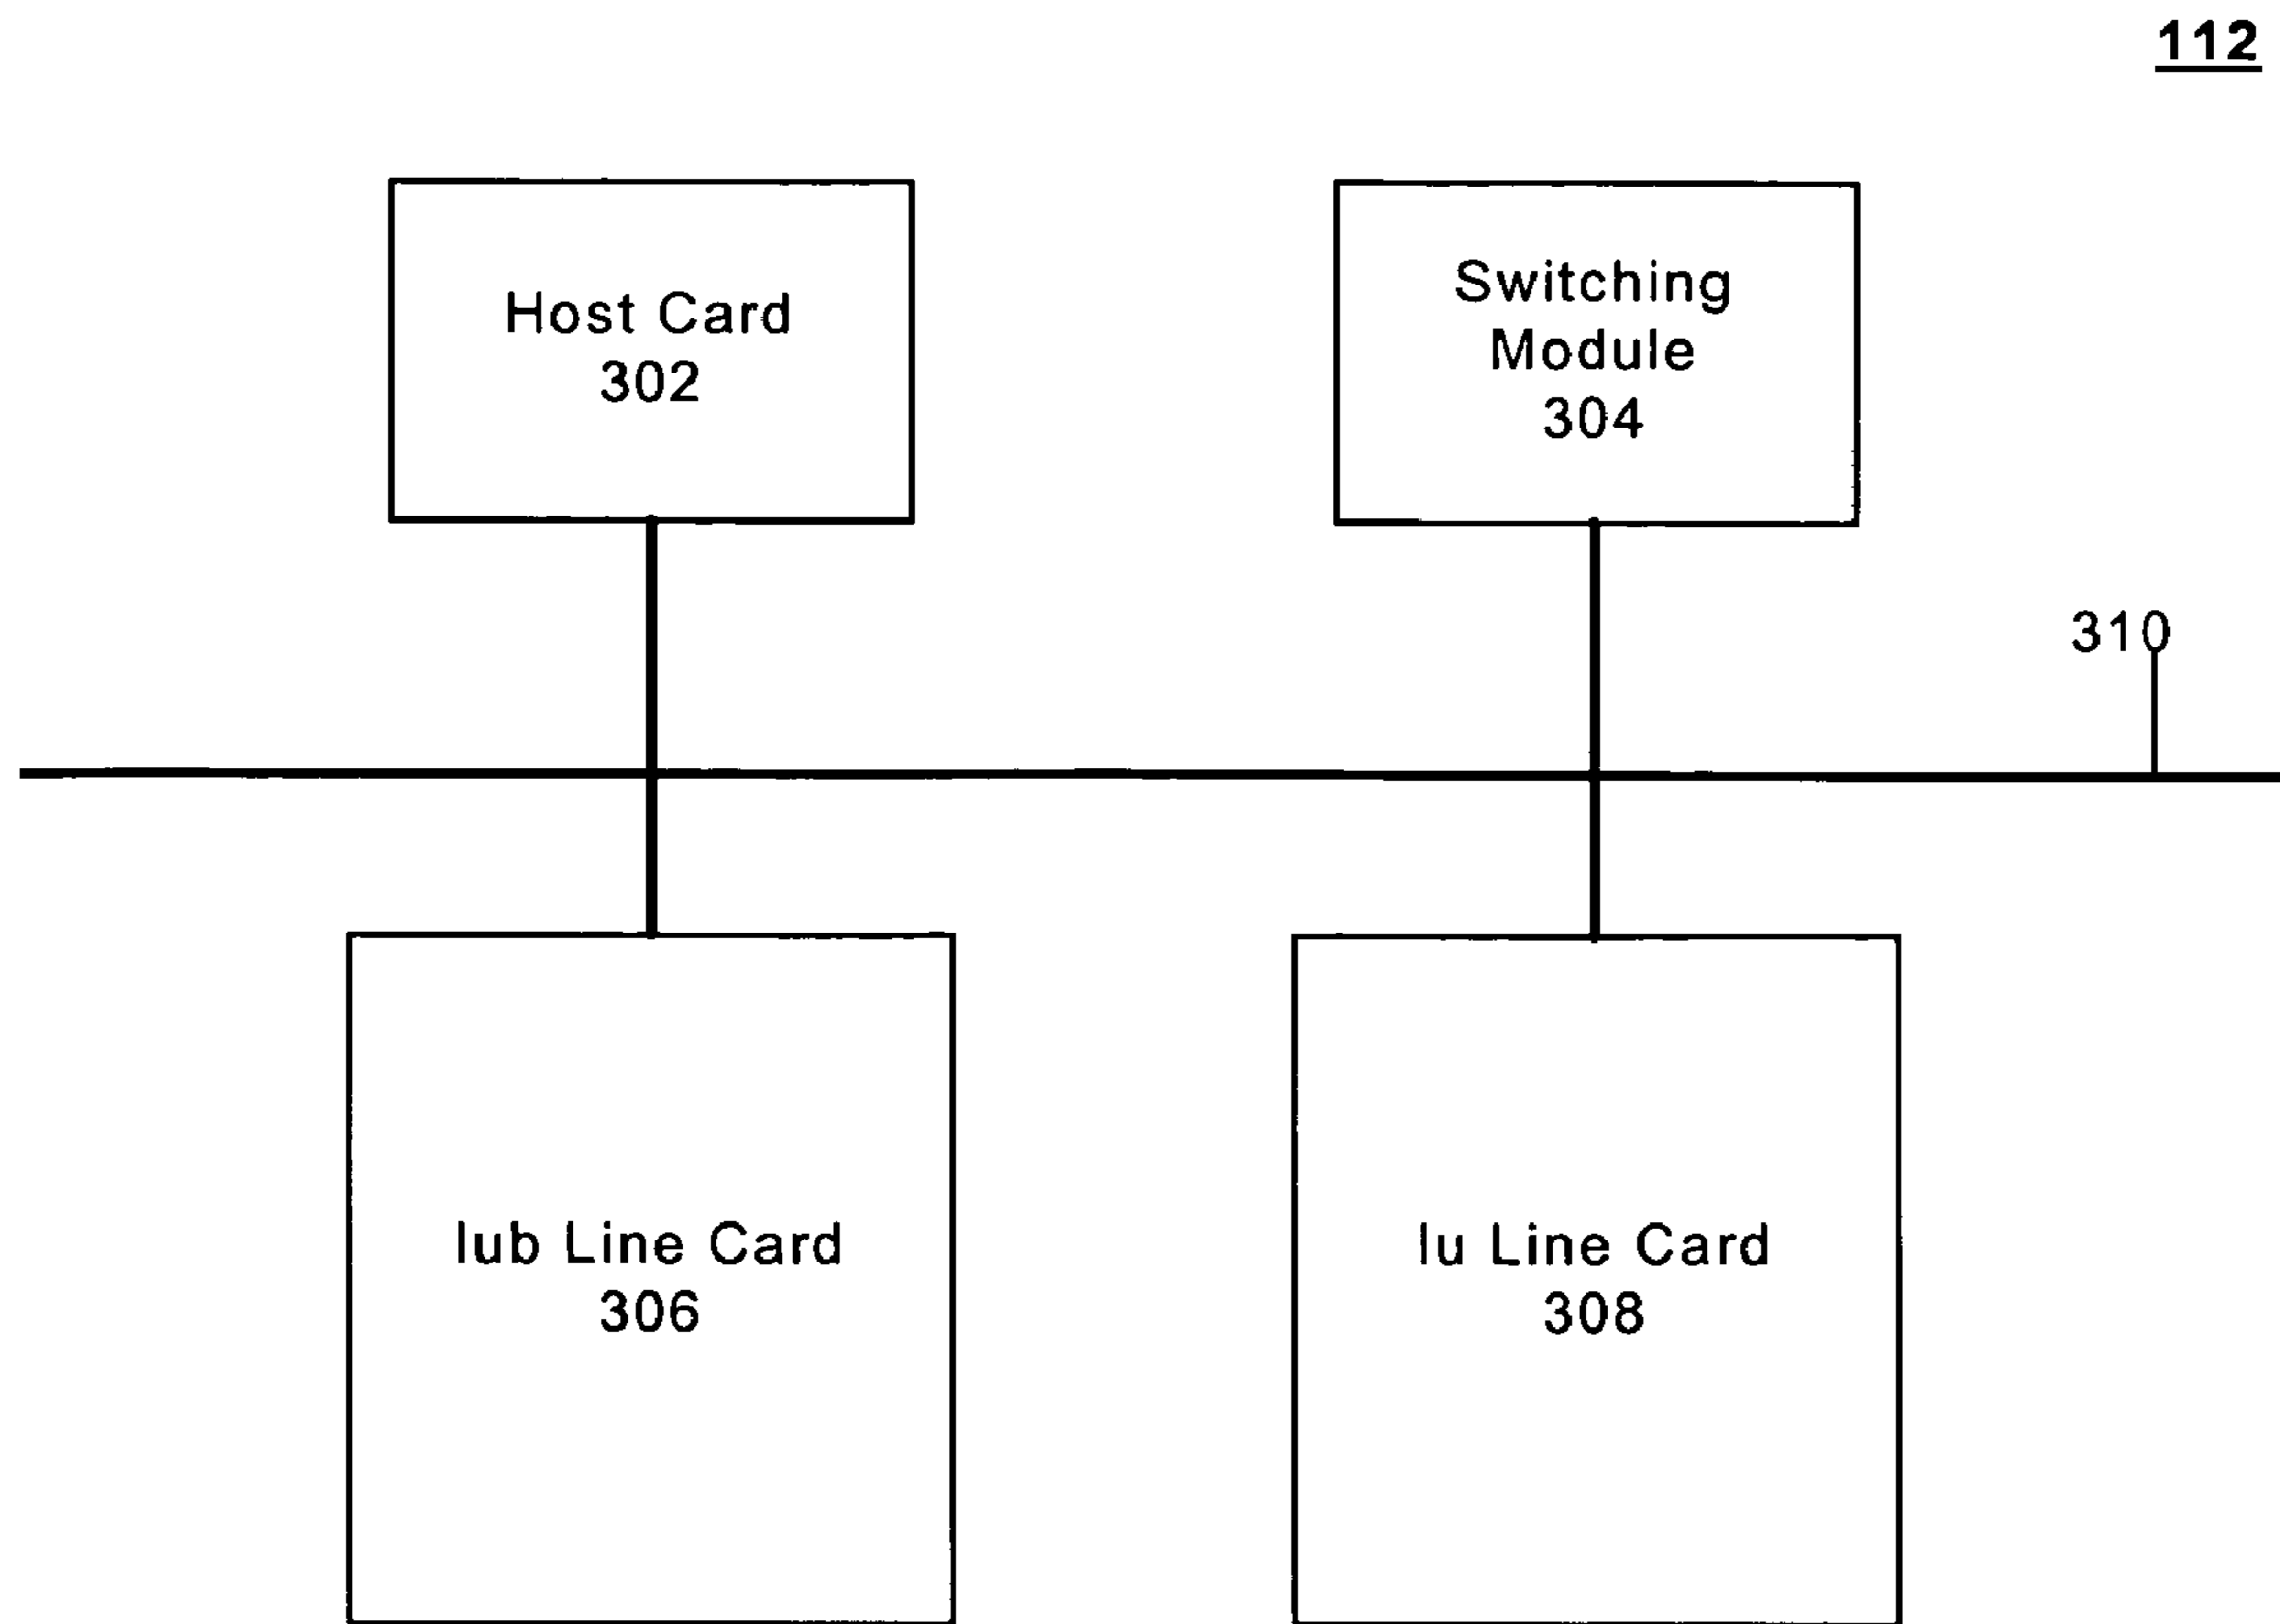 112
Host Card
302
Switching
Module
304
310
Iub Line Card
306
Iu Line Card
308